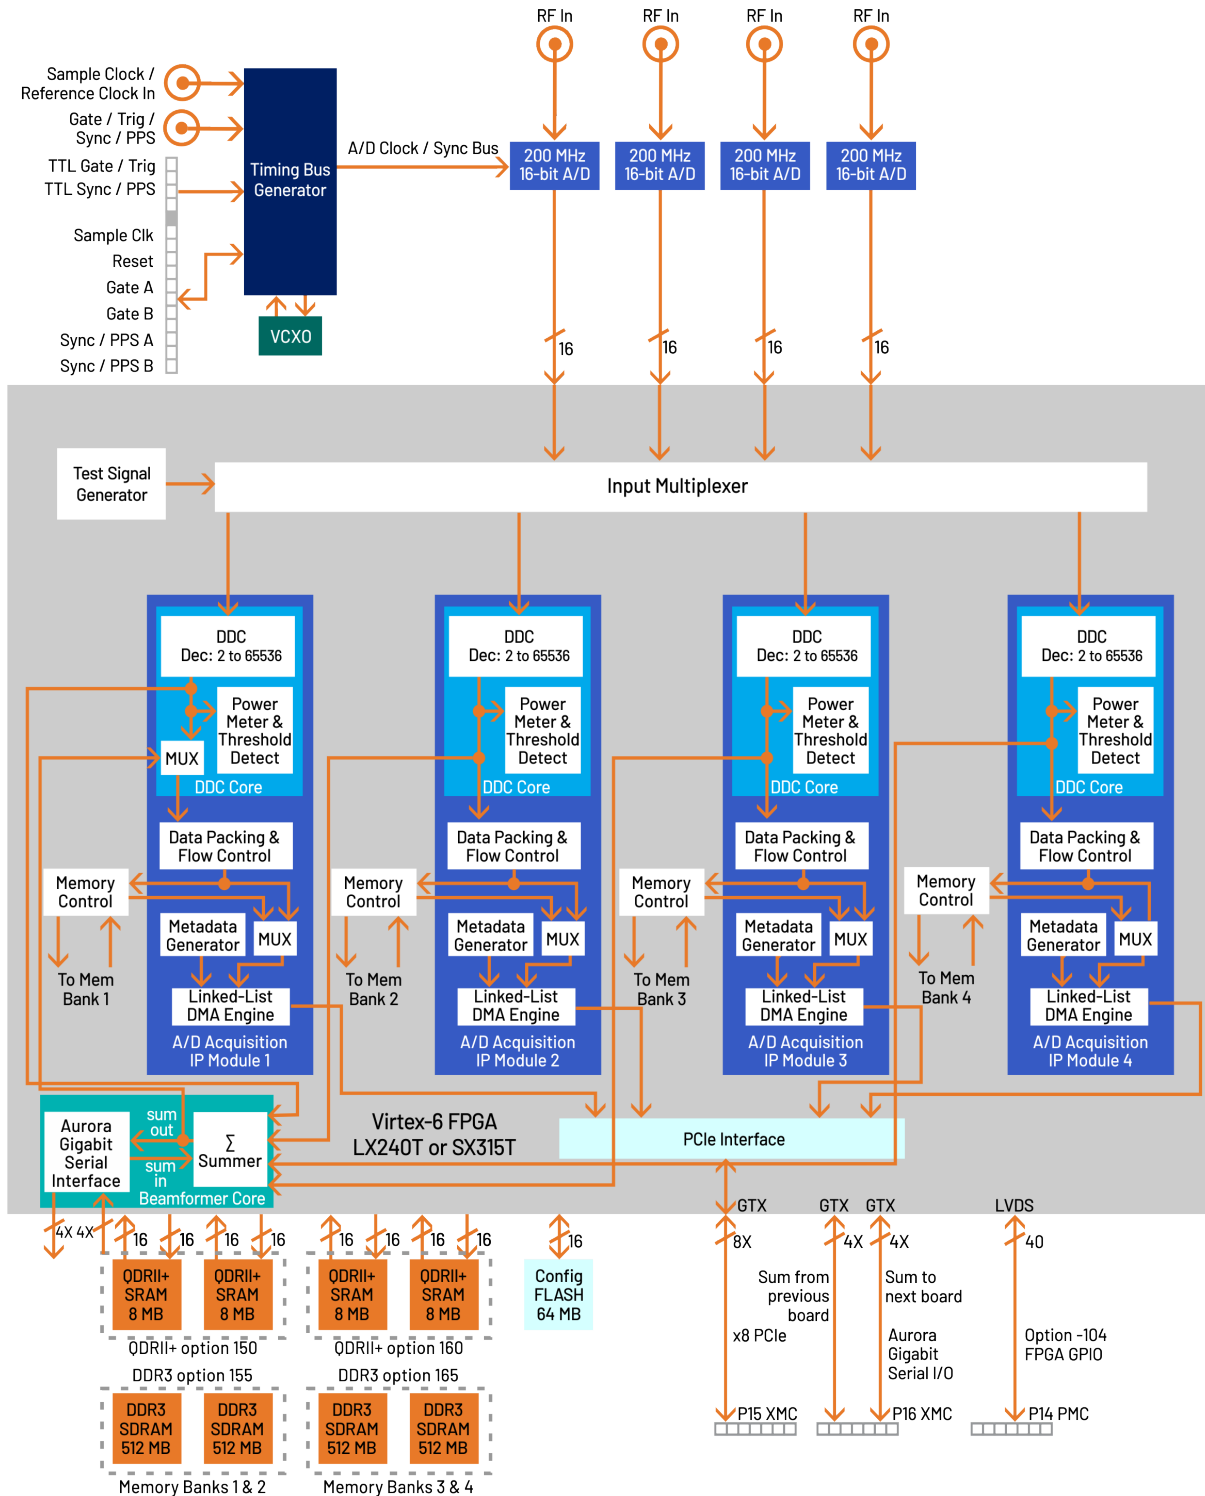 RF In
RF In
RF In
RF In
Sample Clock /
Reference Clock In
Gate / Trig /
Sync / PPS
TTL Gate / Trig
TTL Sync / PPS
Sample Clk
Reset
Gate A
Gate B
Sync / PPS A
Sync / PPS B
Timing Bus
Generator
VCXO
A/D Clock / Sync Bus
200 MHz
16-bit A/D
200 MHz
16-bit A/D
200 MHz
16-bit A/D
200 MHz
16-bit A/D
16
16
16
16
Test Signal
Generator
Input Multiplexer
DDC
Dec: 2 to 65536
Power
Meter &
Threshold
Detect
MUX
DDC Core
Data Packing &
Flow Control
Memory
Control
Metadata
Generator
MUX
To Mem
Bank 1
Linked-List
DMA Engine
A/D Acquisition
IP Module 1
DDC
Dec: 2 to 65536
Power
Meter &
Threshold
Detect
DDC Core
Data Packing &
Flow Control
Memory
Control
Metadata
Generator
MUX
To Mem
Bank 2
Linked-List
DMA Engine
A/D Acquisition
IP Module 2
DDC
Dec: 2 to 65536
Power
Meter &
Threshold
Detect
DDC Core
Data Packing &
Flow Control
Memory
Control
Metadata
Generator
MUX
To Mem
Bank 3
Linked-List
DMA Engine
A/D Acquisition
IP Module 3
DDC
Dec: 2 to 65536
Power
Meter &
Threshold
Detect
DDC Core
Data Packing &
Flow Control
Memory
Control
Metadata
Generator
MUX
To Mem
Bank 4
Linked-List
DMA Engine
A/D Acquisition
IP Module 4
Aurora
Gigabit
Serial
Interface
sum
out
sum
in
∑
Summer
Beamformer Core
Virtex-6 FPGA
LX240T or SX315T
PCIe Interface
GTX
GTX
GTX
LVDS
4X
4X
16
16
16
16
16
16
16
16
16
8X
4X
4X
40
QDRII+
SRAM
8 MB
QDRII+
SRAM
8 MB
QDRII+
SRAM
8 MB
QDRII+
SRAM
8 MB
Config
FLASH
64 MB
QDRII+ option 150
QDRII+ option 160
DDR3 option 155
DDR3 option 165
DDR3
SDRAM
512 MB
DDR3
SDRAM
512 MB
DDR3
SDRAM
512 MB
DDR3
SDRAM
512 MB
Memory Banks 1 & 2
Memory Banks 3 & 4
x8 PCIe
Sum from
previous
board
Sum to
next board
Aurora
Gigabit
Serial I/O
Option -104
FPGA GPIO
P15 XMC
P16 XMC
P14 PMC